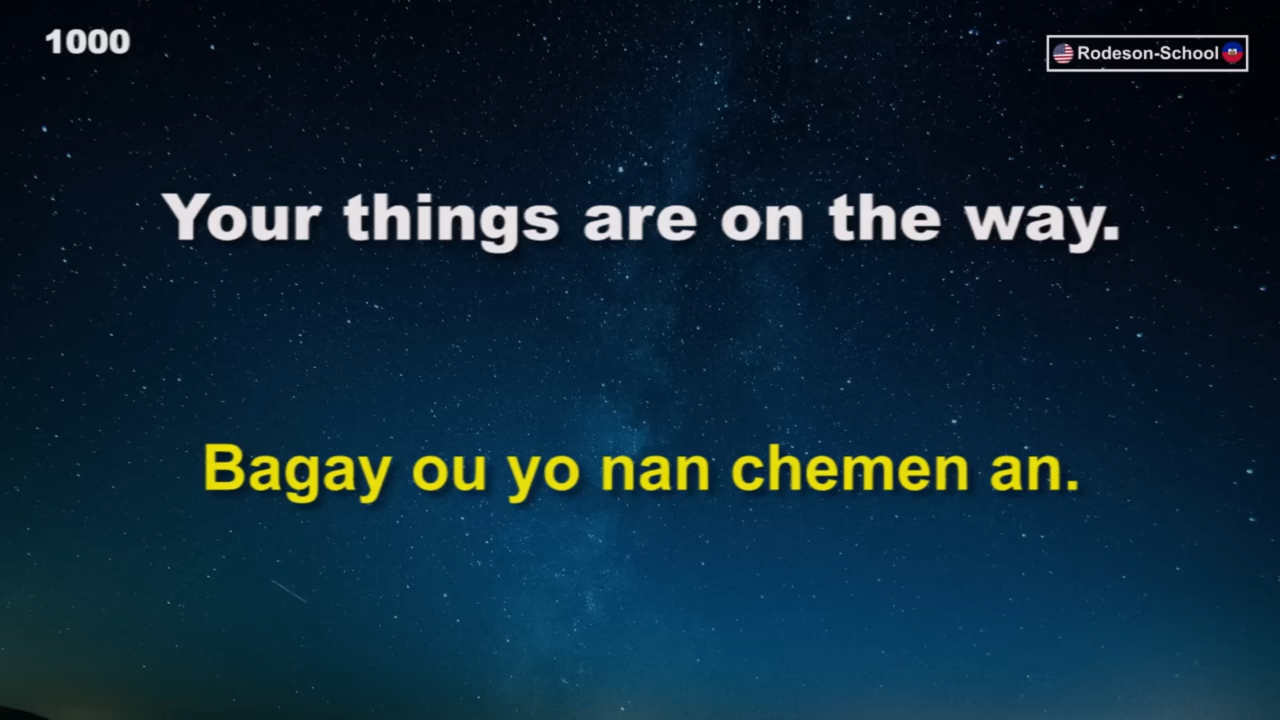 1000
Rodeson-School
Your things are on the way.
Bagay ou yo nan chemen an.